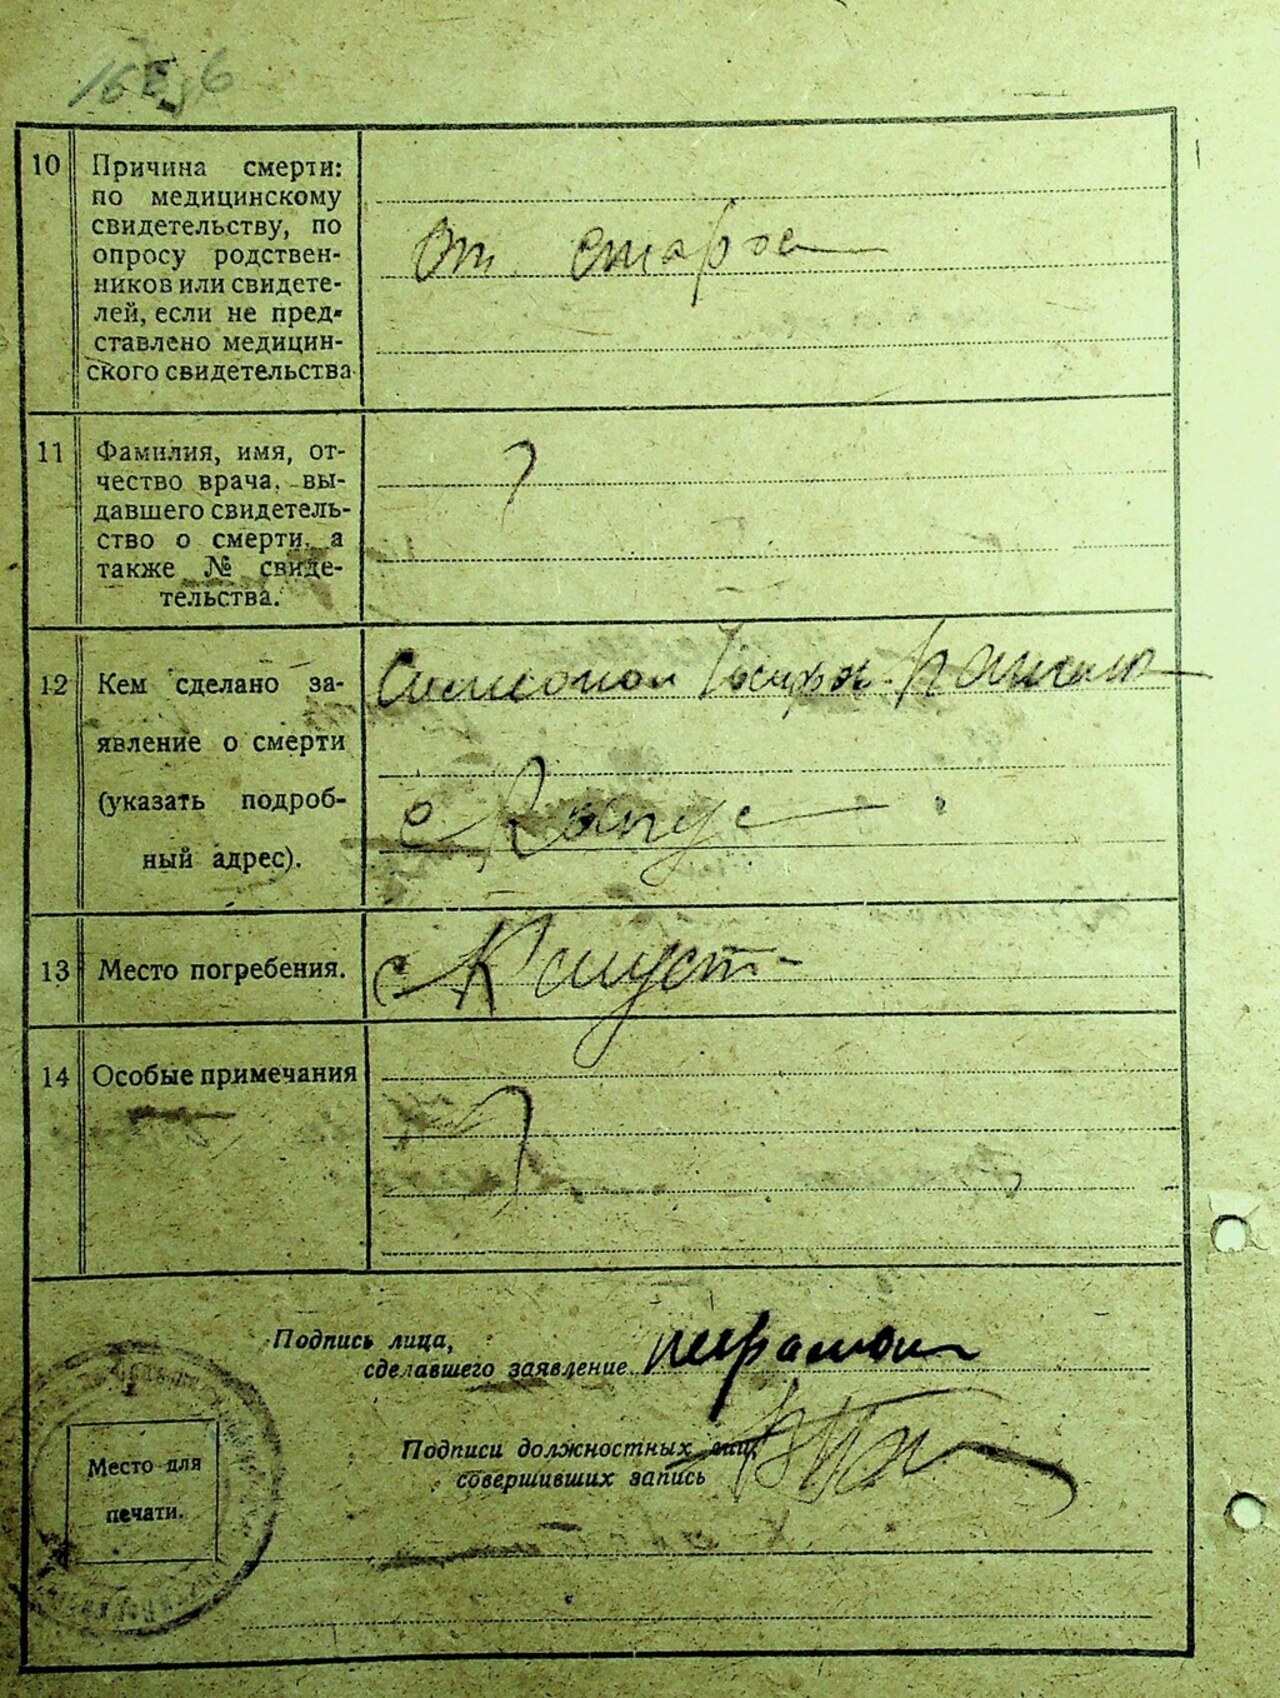 10
Причина смерти:
по медицинскому
свидетельству, по
опросу родствен-
ников или свидете-
лей, если не пред-
ставлено медицин-
ского свидетельства
От старос
11
Фамилия, имя, от-
чество врача, вы-
давшего свидетель-
ство о смерти, а
также № свиде-
тельства.
12
Кем сделано за-
явление о смерти
(указать подроб-
ный адрес).
с
13
Место погребения.
с Капуст
14
Особые примечания
Подпись лица,
сделавшего заявление
неграмотн
Подписи должностных лиц,
совершивших запись
Место для
печати.